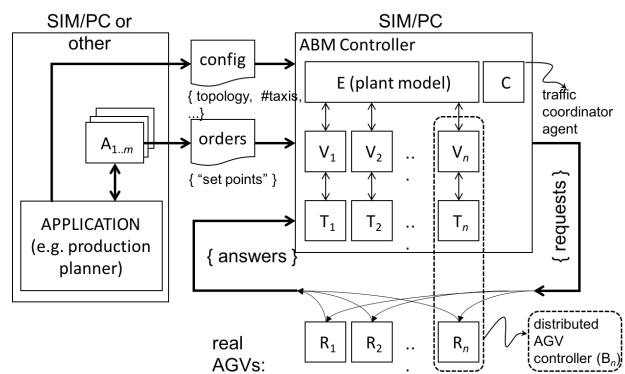 SIM/PC or
other
SIM/PC
config
{ topology, #taxis,
...}
orders
{ "set points" }
A1..m
APPLICATION
(e.g. production
planner)
ABM Controller
E (plant model)
C
traffic
coordinator
agent
V1
V2
..
.
Vn
T1
T2
..
.
Tn
{ answers }
{ requests }
real
AGVs:
R1
R2
..
.
Rn
distributed
AGV
controller (Bn)